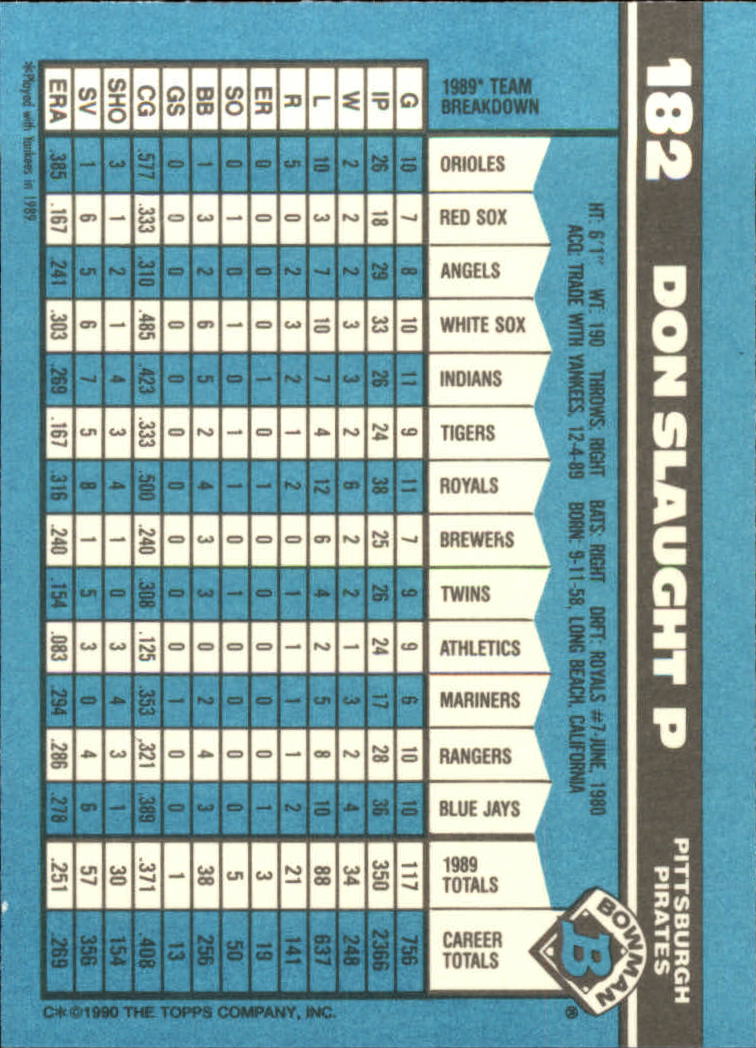 182 DON SLAUGHT P
PITTSBURGH
PIRATES
HT: 6'1" WT: 190 THROWS: RIGHT BATS: RIGHT DRFT: ROYALS #7-JUNE, 1980
ACQ: TRADE WITH YANKEES, 12-4-89 BORN: 9-11-58, LONG BEACH, CALIFORNIA
BOWMAN
B
1989* TEAM
BREAKDOWN
G IP W L R ER SO BB GS CG SHO SV ERA
ORIOLES 10 26 2 10 5 0 0 1 0 .577 3 1 .385
RED SOX 7 18 2 3 0 0 1 3 0 .333 1 6 .167
ANGELS 8 29 2 7 2 0 0 2 0 .310 2 5 .241
WHITE SOX 10 33 3 10 3 0 1 6 0 .485 1 6 .303
INDIANS 11 26 3 7 2 1 0 5 0 .423 4 7 .269
TIGERS 9 24 2 4 1 0 1 2 0 .333 3 5 .167
ROYALS 11 38 6 12 2 1 1 4 0 .500 4 8 .316
BREWERS 7 25 2 6 0 0 0 3 0 .240 1 1 .240
TWINS 9 26 2 4 1 0 1 3 0 .308 0 5 .154
ATHLETICS 9 24 1 2 1 0 0 1 0 .125 3 3 .083
MARINERS 6 17 3 5 1 0 0 2 1 .353 4 0 .294
RANGERS 10 28 2 8 1 0 0 4 0 .321 3 4 .286
BLUE JAYS 10 36 4 10 2 1 0 3 0 .389 1 6 .278
1989
TOTALS 117 350 34 88 21 3 5 38 1 .371 30 57 .251
CAREER
TOTALS 756 2366 248 637 141 19 50 256 13 .408 154 356 .269
*Played with Yankees in 1989.
C*©1990 THE TOPPS COMPANY, INC. ®